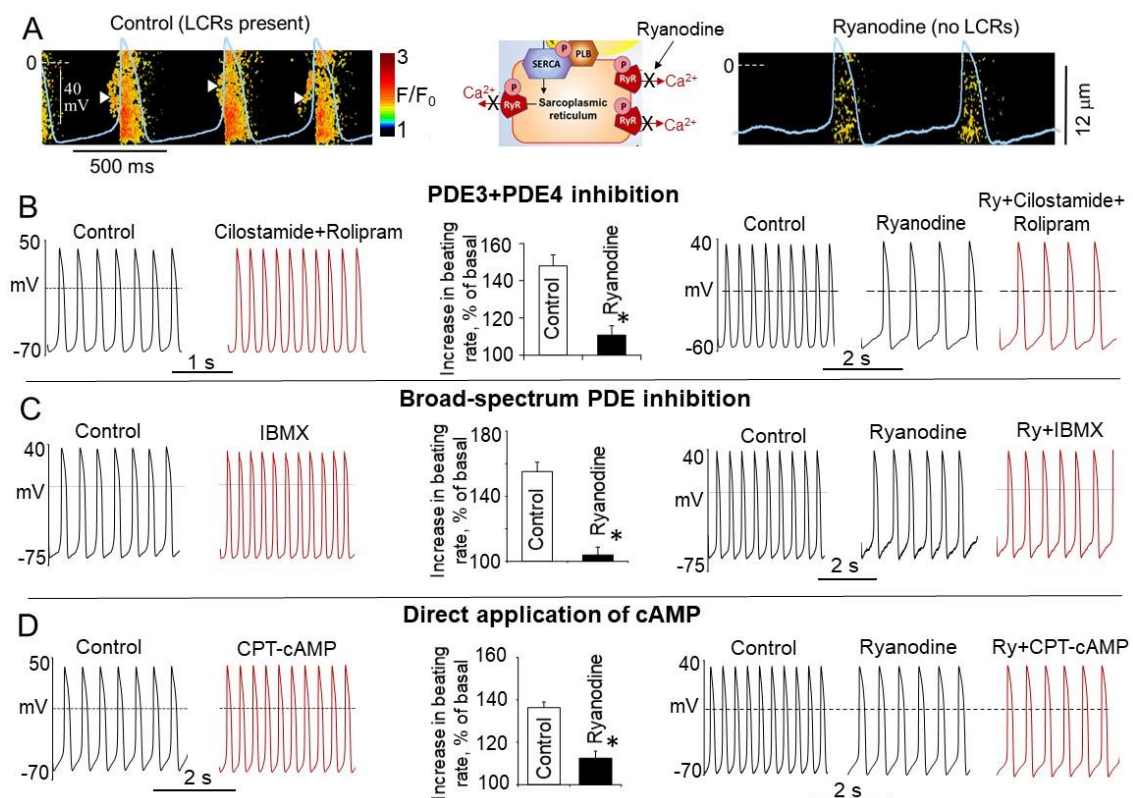 A
Control (LCRs present)
0
40
mV
3
F/F0
1
500 ms
Ryanodine
P
PLB
SERCA
P
RyR
Ca2+
P
RyR
Sarcoplasmic
reticulum
Ca2+
P
RyR
Ca2+
Ryanodine (no LCRs)
0
12 µm
PDE3+PDE4 inhibition
B
50
mV
-70
Control
Cilostamide+Rolipram
1 s
Increase in beating
rate, % of basal
160
140
120
100
Control
Ryanodine
*
40
mV
-60
Control
Ryanodine
Ry+Cilostamide+
Rolipram
2 s
Broad-spectrum PDE inhibition
C
40
mV
-75
Control
IBMX
Increase in beating
rate, % of basal
180
160
140
100
Control
Ryanodine
*
40
mV
-75
Control
Ryanodine
Ry+IBMX
2 s
Direct application of cAMP
D
50
mV
-70
Control
CPT-cAMP
2 s
Increase in beating
rate, % of basal
160
140
120
100
Control
Ryanodine
*
40
mV
-70
Control
Ryanodine
Ry+CPT-cAMP
2 s